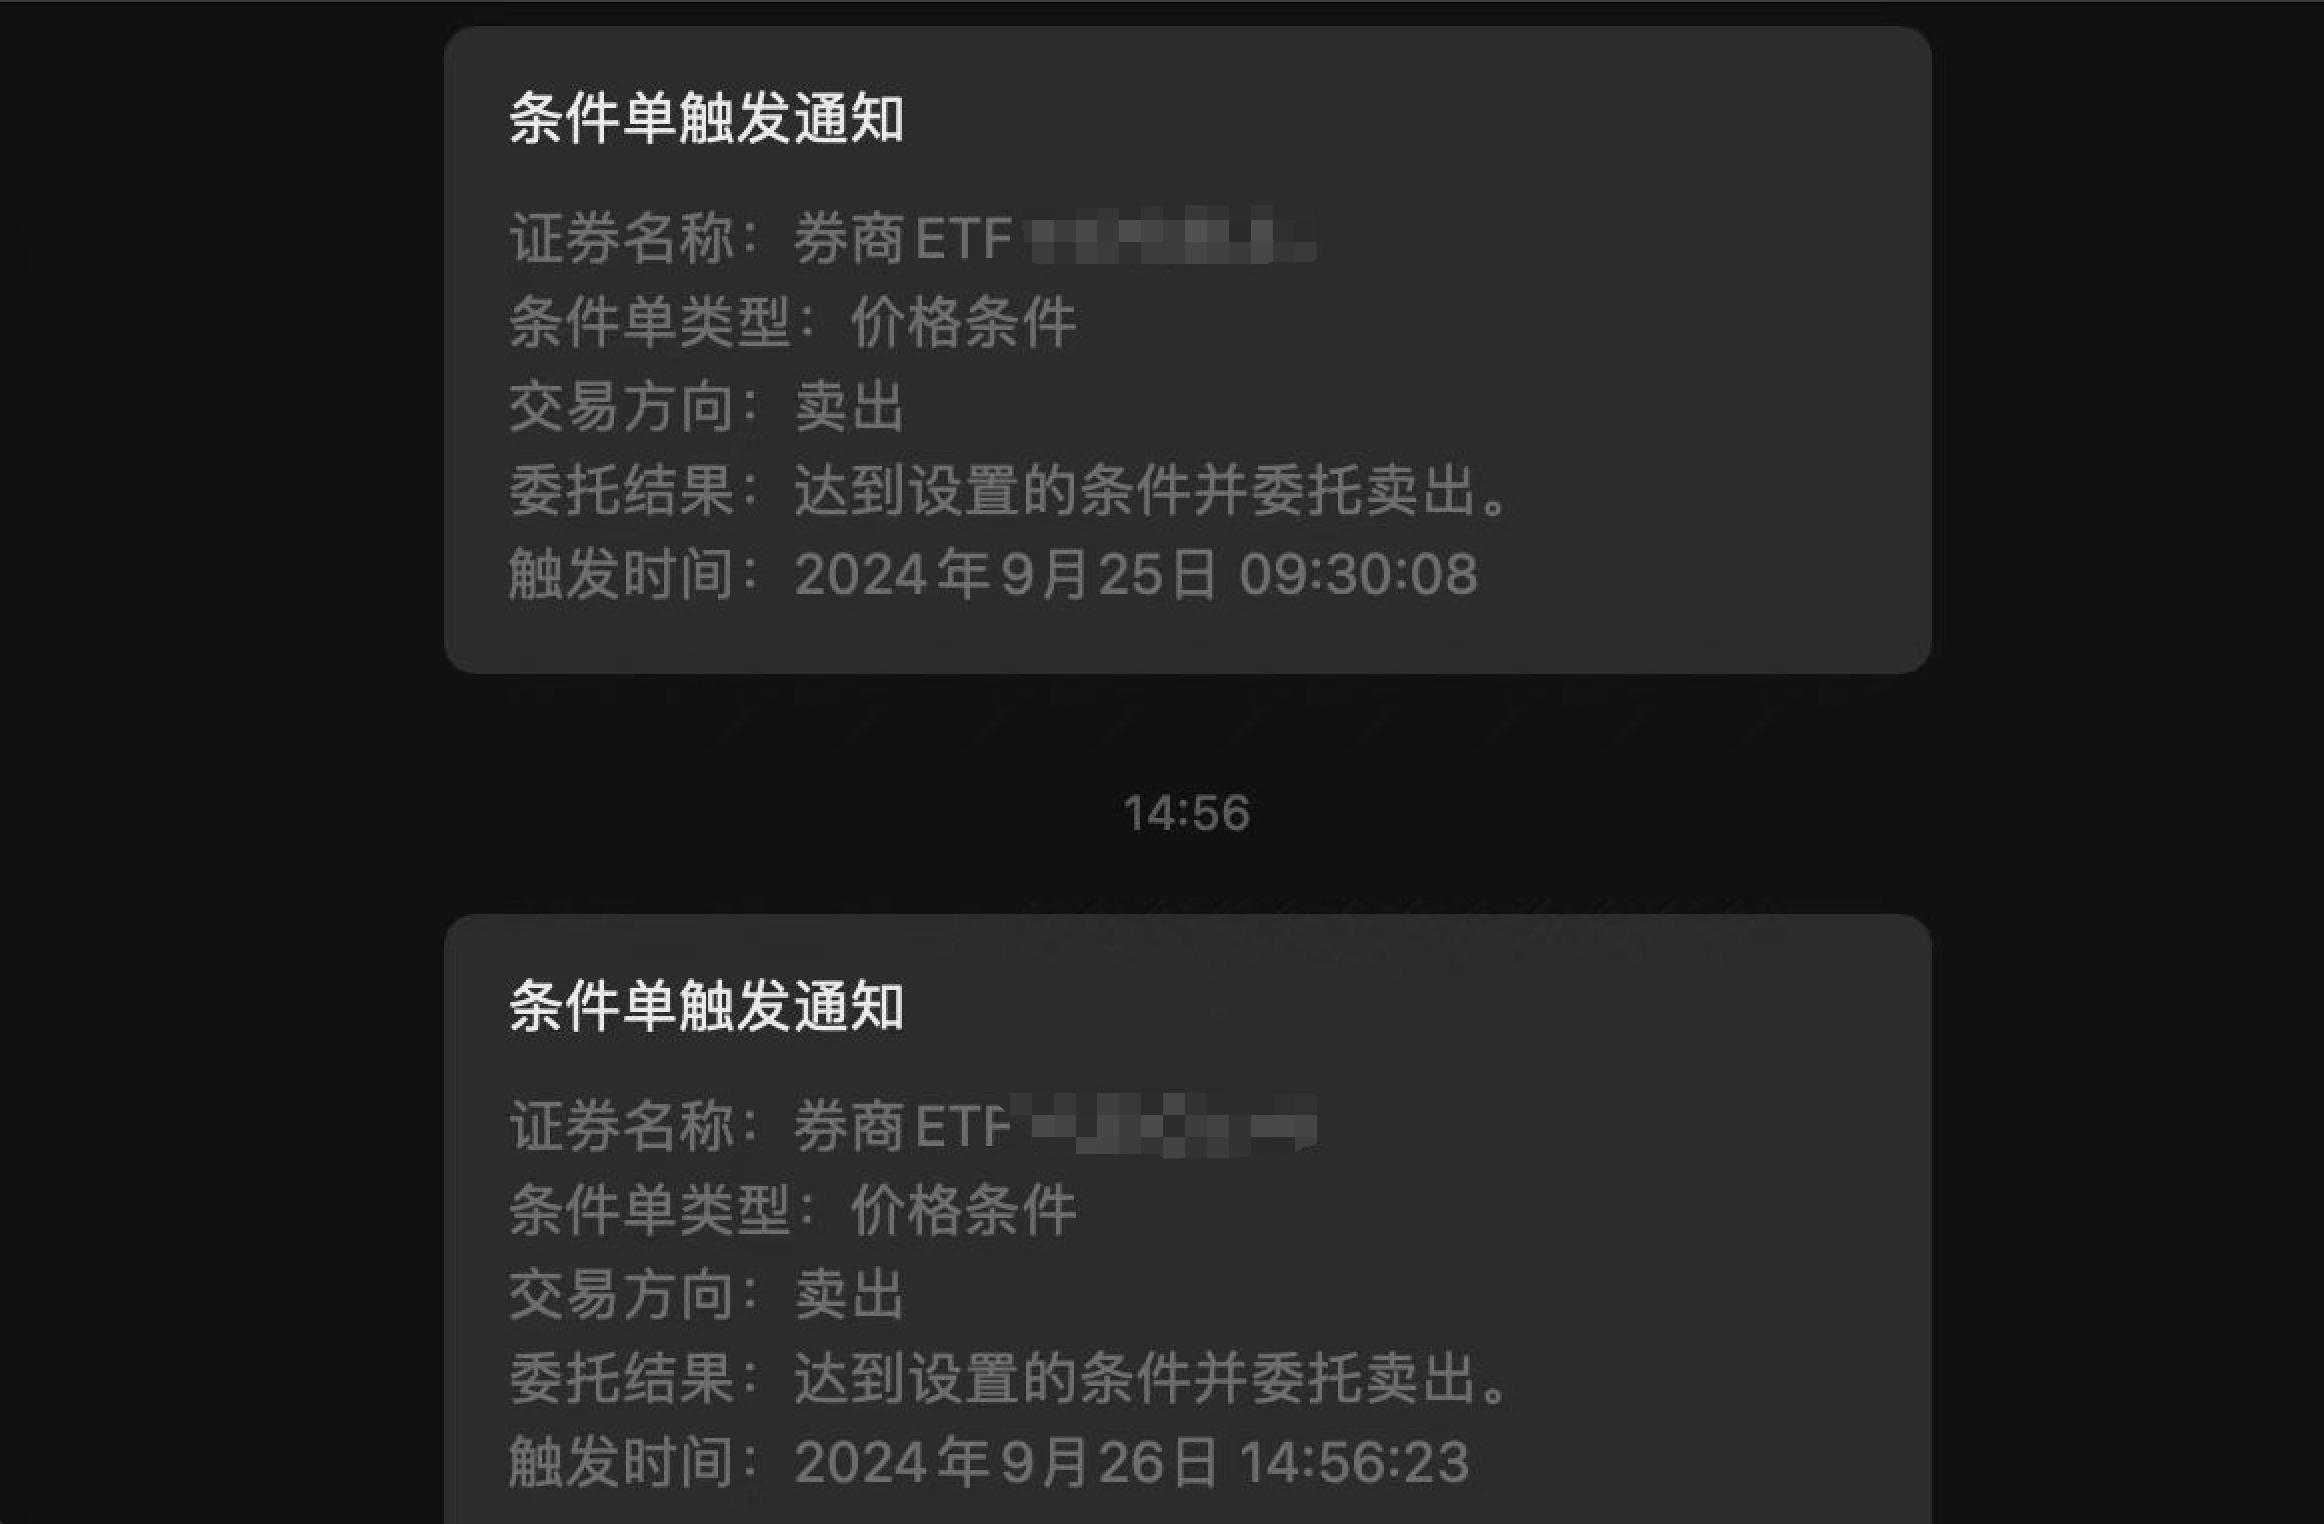 条件单触发通知
证券名称：券商ETF
条件单类型：价格条件
交易方向：卖出
委托结果：达到设置的条件并委托卖出。
触发时间：2024年9月25日 09:30:08
14:56
条件单触发通知
证券名称：券商ETF
条件单类型：价格条件
交易方向：卖出
委托结果：达到设置的条件并委托卖出。
触发时间：2024年9月26日 14:56:23